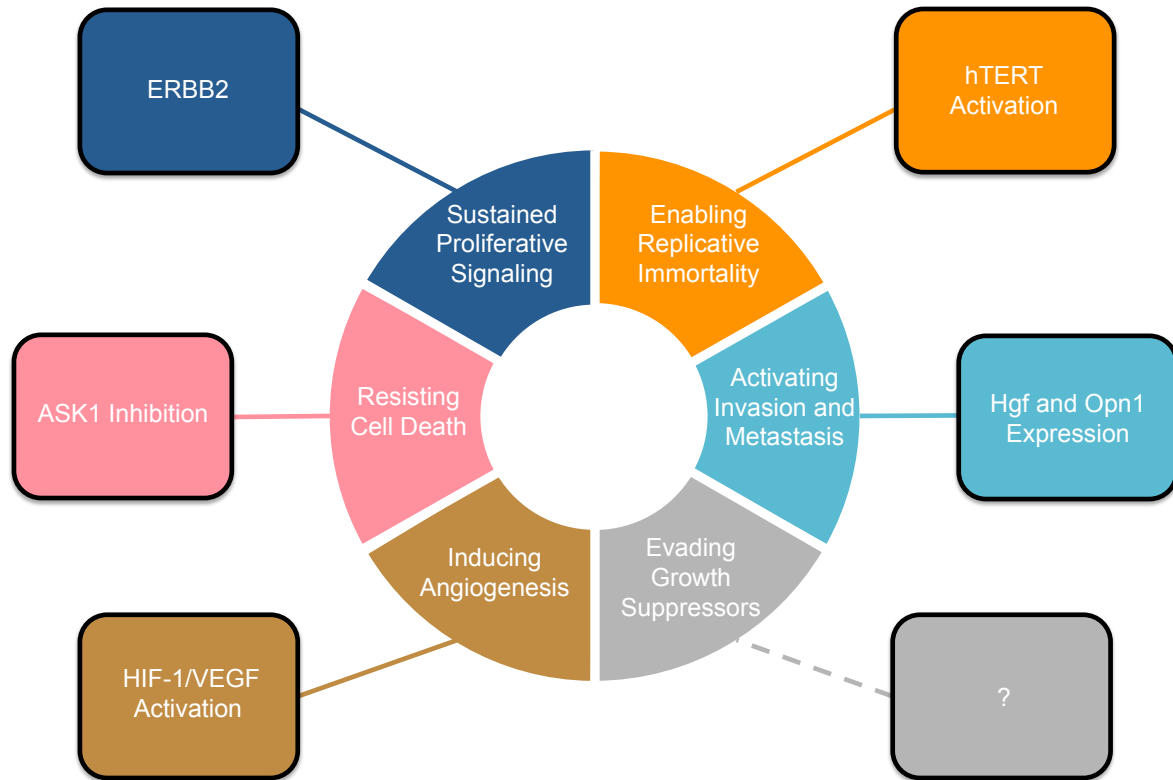 ERBB2
hTERT
Activation
Sustained
Proliferative
Signaling
Enabling
Replicative
Immortality
ASK1 Inhibition
Resisting
Cell Death
Activating
Invasion and
Metastasis
Hgf and Opn1
Expression
Inducing
Angiogenesis
Evading
Growth
Suppressors
HIF-1/VEGF
Activation
?